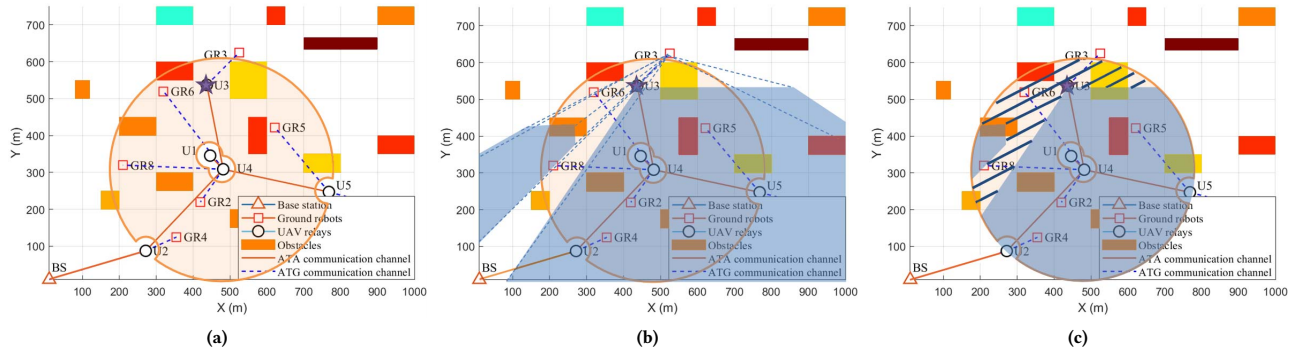 Y (m)
700
600
500
400
300
200
100
GR3
GR6
U3
GR5
U1
U4
GR8
U5
GR2
GR4
U2
BS
Base station
Ground robots
UAV relays
Obstacles
ATA communication channel
ATG communication channel
100 200 300 400 500 600 700 800 900 1000
X (m)
(a)
Y (m)
700
600
500
400
300
200
100
GR3
GR6
U3
GR5
U1
U4
GR8
U5
GR2
GR4
U2
BS
Base station
Ground robots
UAV relays
Obstacles
ATA communication channel
ATG communication channel
100 200 300 400 500 600 700 800 900 1000
X (m)
(b)
Y (m)
700
600
500
400
300
200
100
GR3
GR6
U3
GR5
U1
U4
GR8
U5
GR2
GR4
U2
BS
Base station
Ground robots
UAV relays
Obstacles
ATA communication channel
ATG communication channel
100 200 300 400 500 600 700 800 900 1000
X (m)
(c)